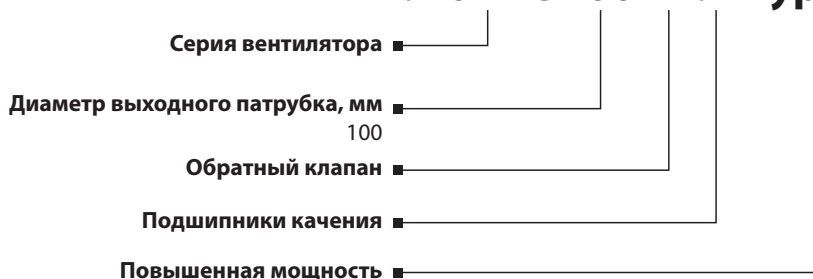 Серия вентилятора
Диаметр выходного патрубка, мм
100
Обратный клапан
Подшипники качения
Повышенная мощность